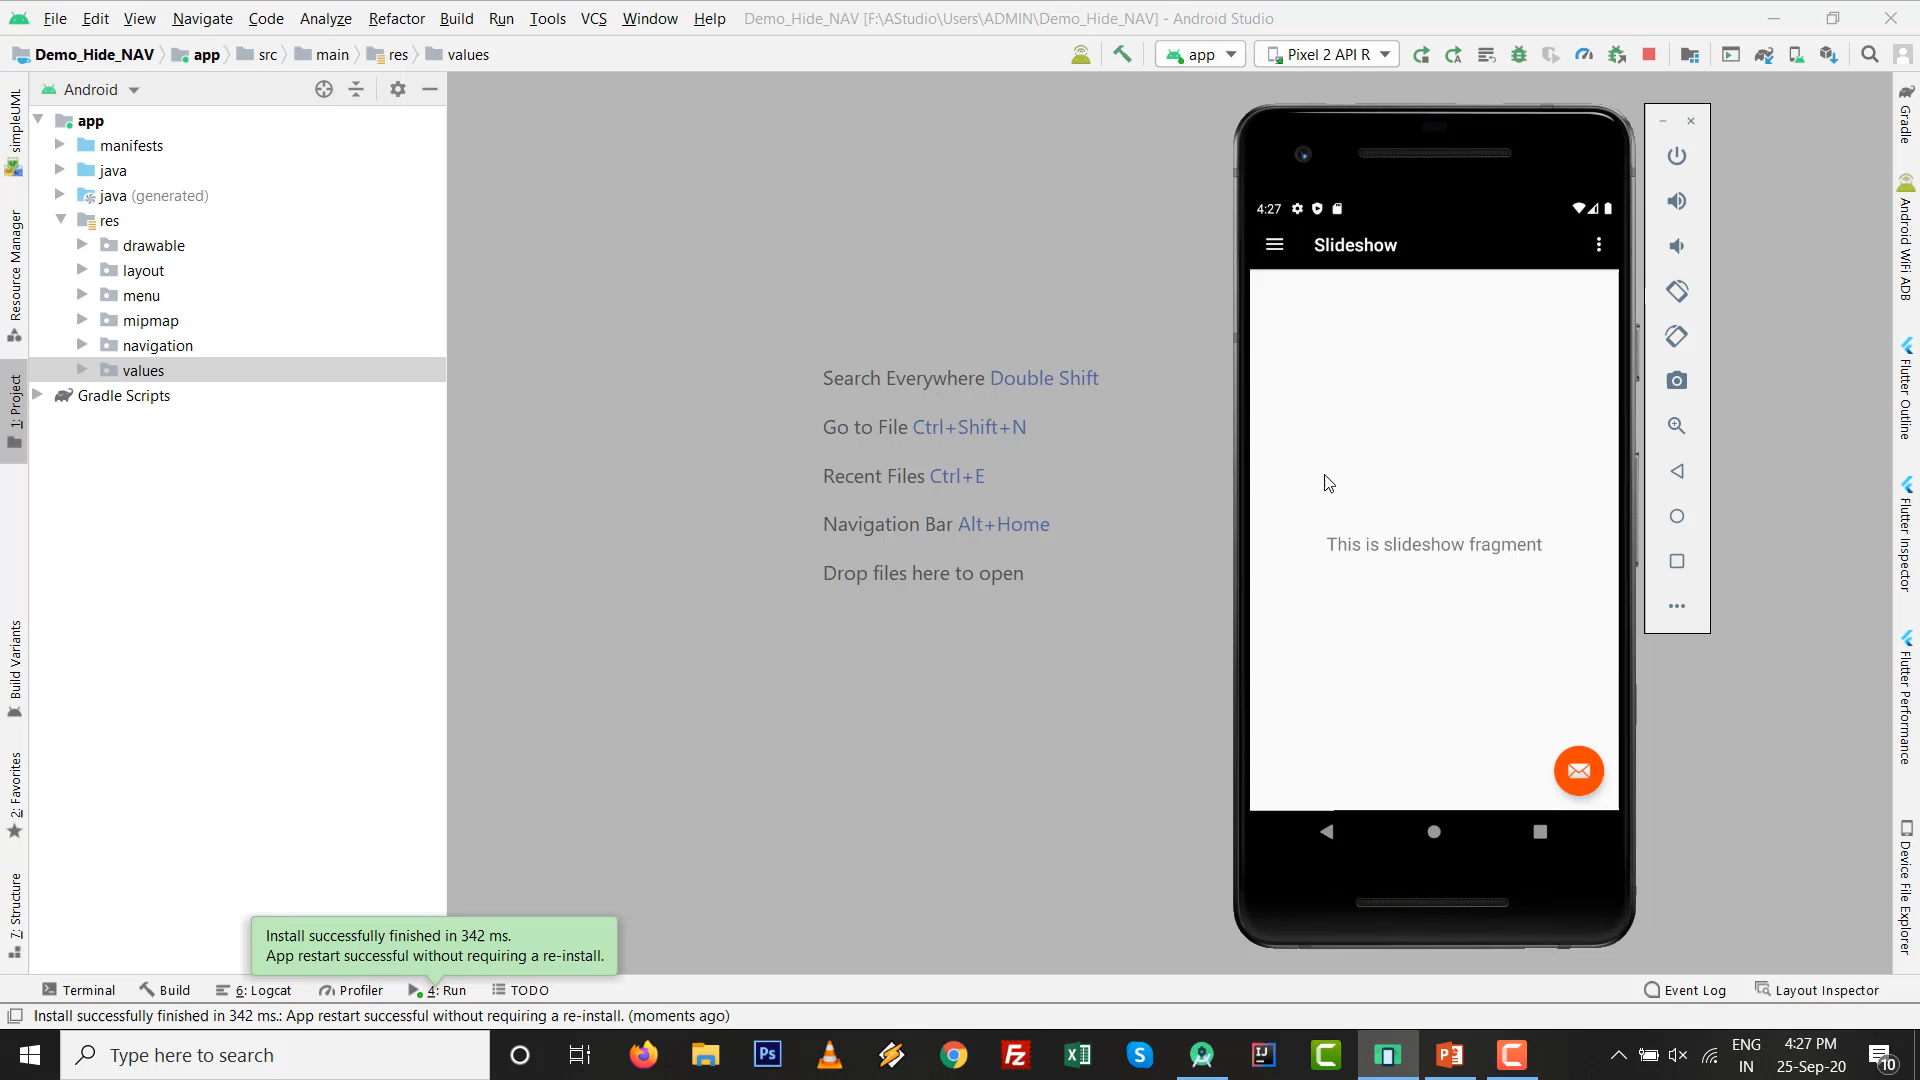 File Edit View Navigate Code Analyze Refactor Build Run Tools VCS Window Help Demo_Hide_NAV [F:\AStudio\Users\ADMIN\Demo_Hide_NAV] - Android Studio
Demo_Hide_NAV app src main res values
app
Pixel 2 API R
Android
app
manifests
java
java (generated)
res
drawable
layout
menu
mipmap
navigation
values
Gradle Scripts
simpleUML
Resource Manager
1: Project
Build Variants
2: Favorites
7: Structure
Search Everywhere Double Shift
Go to File Ctrl+Shift+N
Recent Files Ctrl+E
Navigation Bar Alt+Home
Drop files here to open
4:27
Slideshow
This is slideshow fragment
Gradle
Android WiFi ADB
Flutter Outline
Flutter Inspector
Flutter Performance
Device File Explorer
Install successfully finished in 342 ms.
App restart successful without requiring a re-install.
Terminal Build 6: Logcat Profiler 4: Run TODO Event Log Layout Inspector
Install successfully finished in 342 ms.: App restart successful without requiring a re-install. (moments ago)
Type here to search
Ps
Fz
IJ
ENG
IN
4:27 PM
25-Sep-20
10